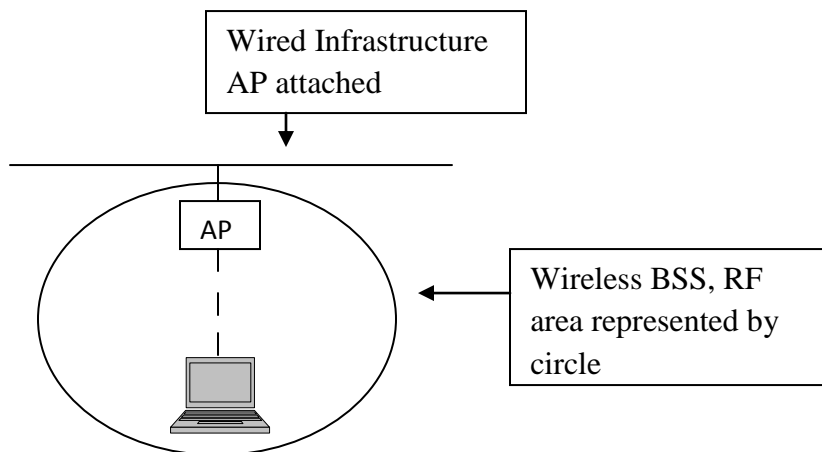 Wired Infrastructure
AP attached
AP
Wireless BSS, RF
area represented by
circle